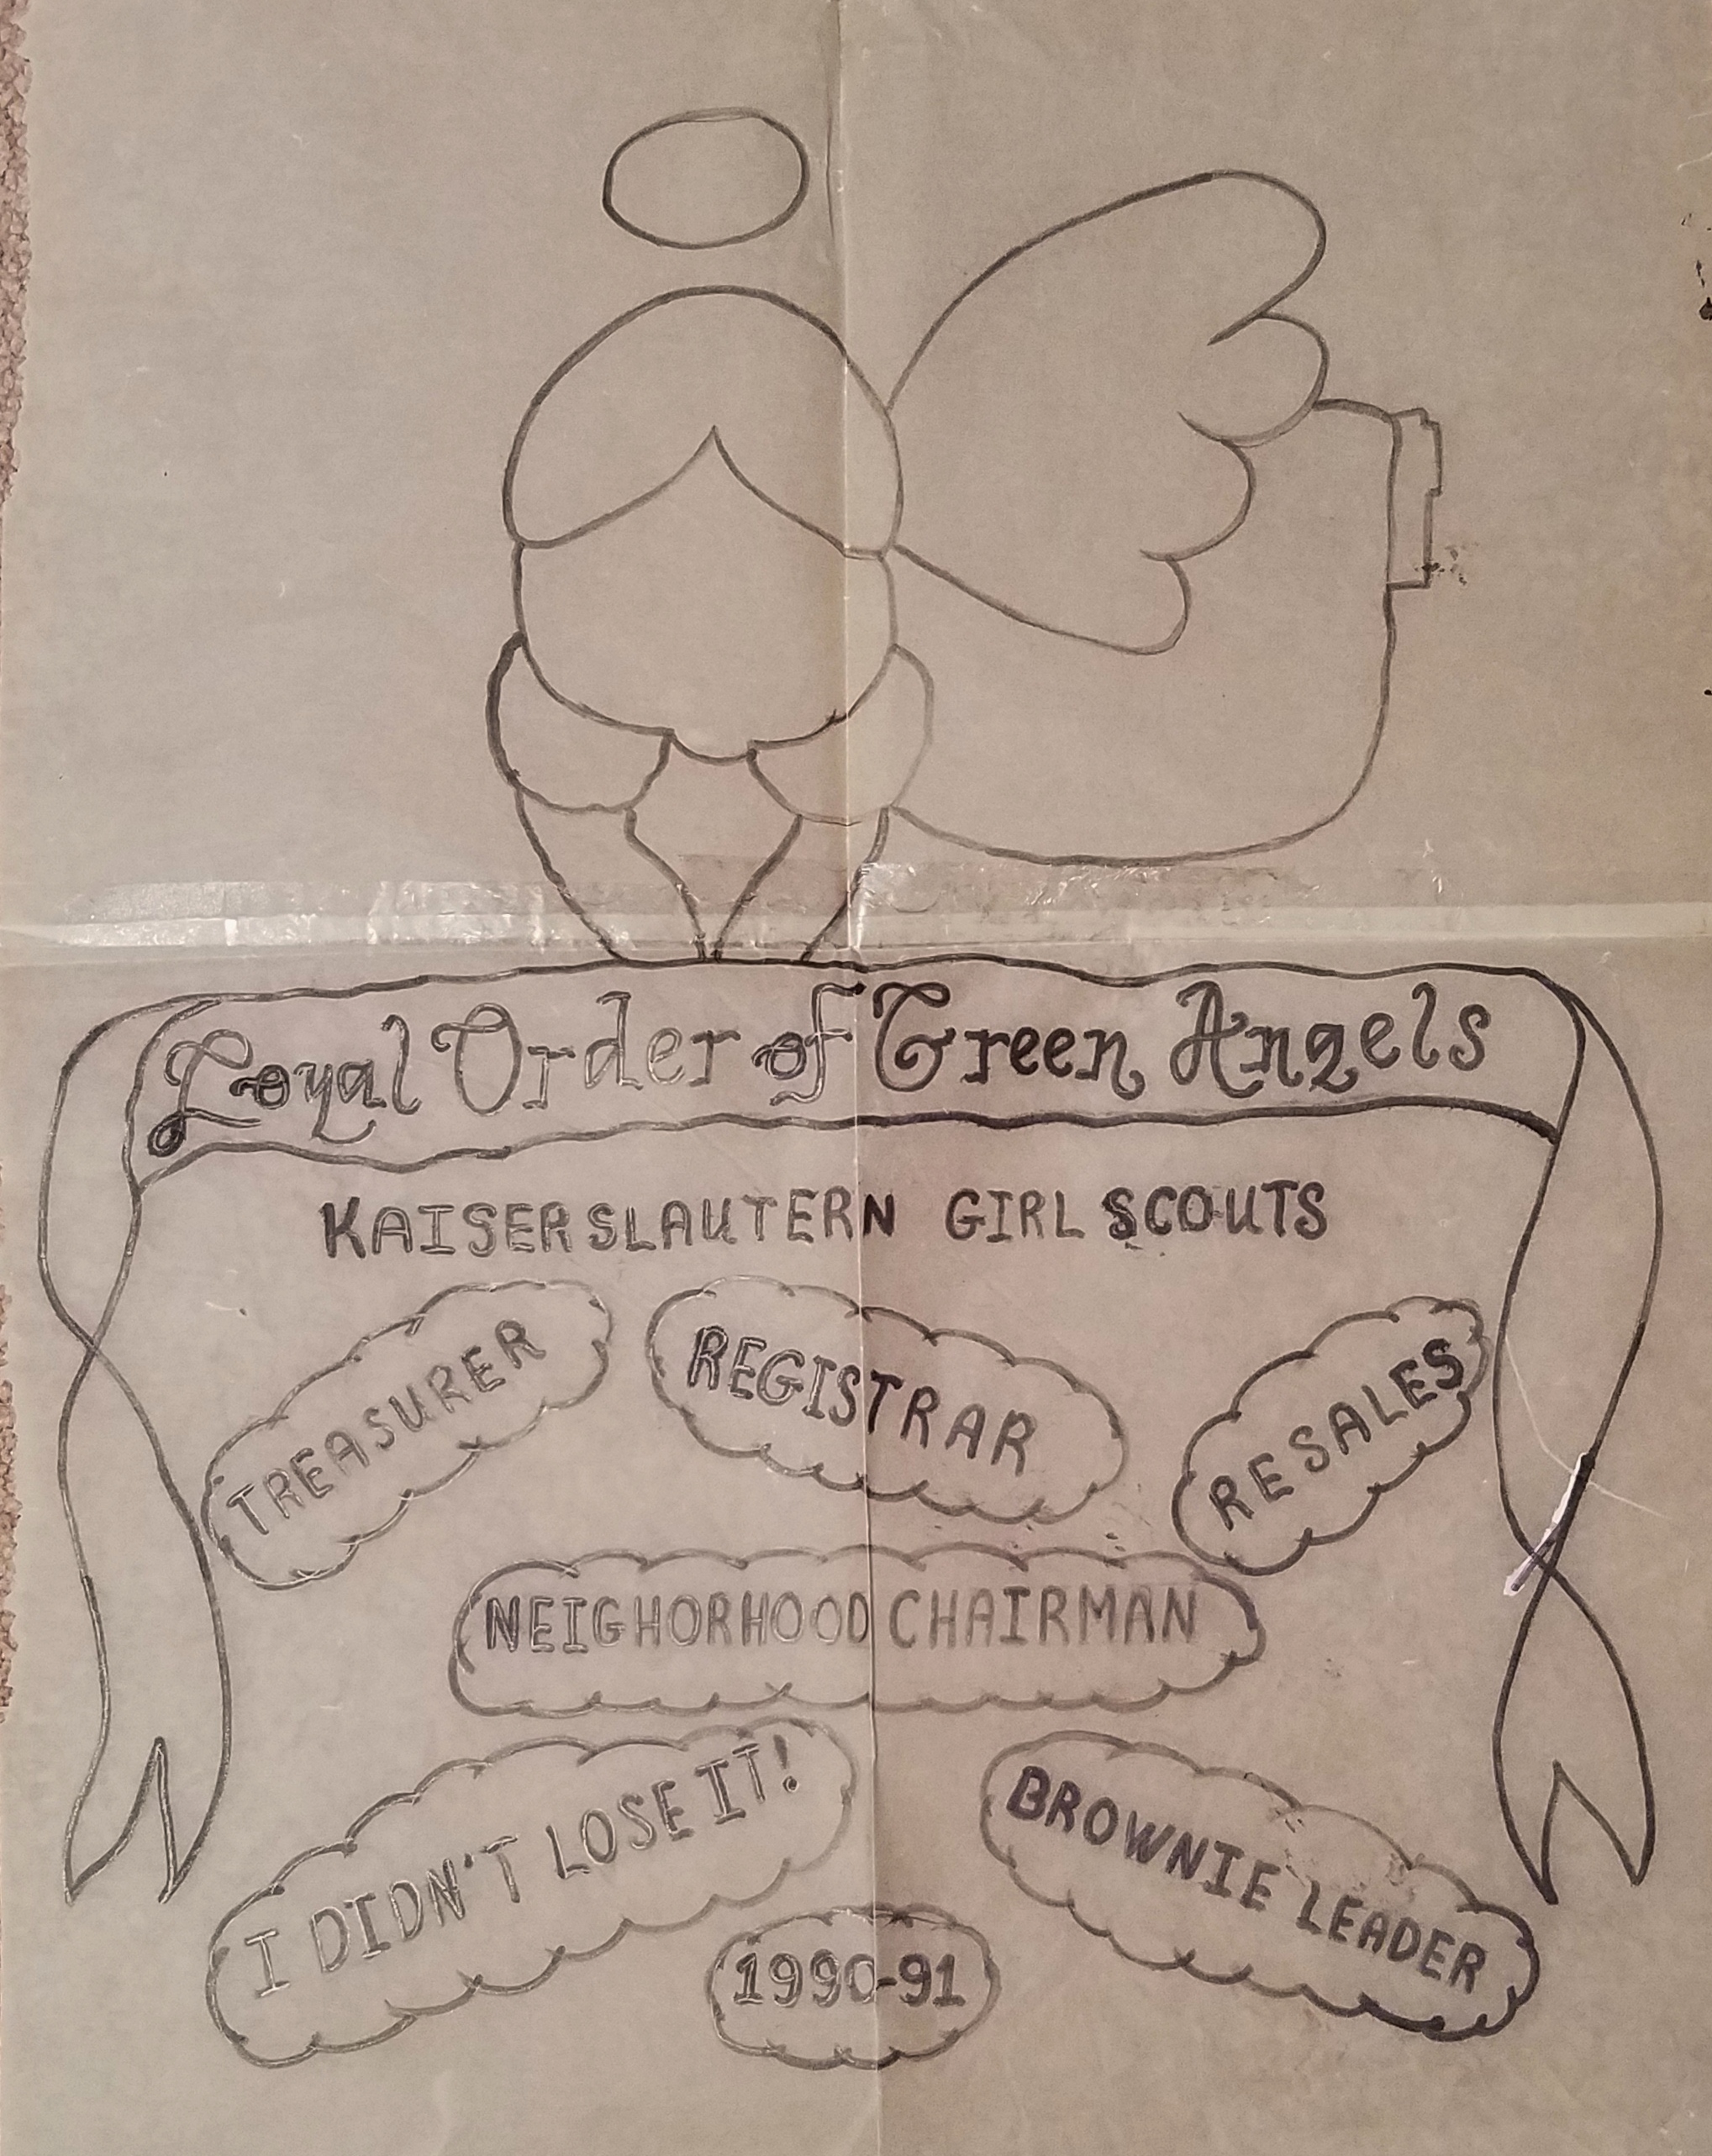 Loyal Order of Green Angels
KAISERSLAUTERN GIRL SCOUTS
TREASURER
REGISTRAR
RESALES
NEIGHORHOOD CHAIRMAN
I DIDN'T LOSE IT!
BROWNIE LEADER
1990-91